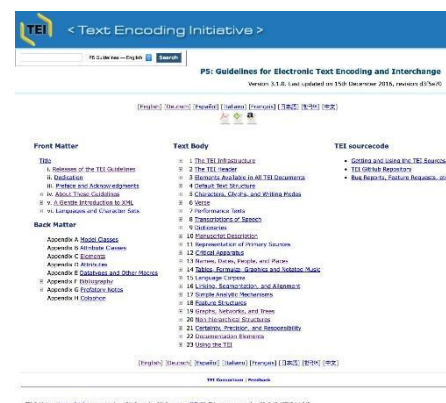 TEI
< Text Encoding Initiative >
P5 Guidelines — English Search
P5: Guidelines for Electronic Text Encoding and Interchange
Version 3.1.0. Last updated on 15th December 2016, revision
[English] [Deutsch] [Español] [Italiano] [Français] [日本語] [한국어] [中文]
Front Matter
Title
i. Releases of the TEI Guidelines
ii. Dedication
iii. Preface and Acknowledgments
iv. About These Guidelines
v. A Gentle Introduction to XML
vi. Languages and Character Sets
Back Matter
Appendix A Model Classes
Appendix B Attribute Classes
Appendix C Elements
Appendix D Attributes
Appendix E Datatypes and Other Macros
Appendix F Bibliography
Appendix G Prefatory Notes
Appendix H Colophon
Text Body
1 The TEI Infrastructure
2 The TEI Header
3 Elements Available in All TEI Documents
4 Default Text Structure
5 Characters, Glyphs, and Writing Modes
6 Verse
7 Performance Texts
8 Transcriptions of Speech
9 Dictionaries
10 Manuscript Description
11 Representation of Primary Sources
12 Critical Apparatus
13 Names, Dates, People, and Places
14 Tables, Formulæ, Graphics and Notated Music
15 Language Corpora
16 Linking, Segmentation, and Alignment
17 Simple Analytic Mechanisms
18 Feature Structures
19 Graphs, Networks, and Trees
20 Non-hierarchical Structures
21 Certainty, Precision, and Responsibility
22 Documentation Elements
23 Using the TEI
TEI sourcecode
Getting and Using the TEI Sources
TEI GitHub Repository
Bug Reports, Feature Requests, etc
[English] [Deutsch] [Español] [Italiano] [Français] [日本語] [한국어] [中文]
TEI Consortium | Feedback